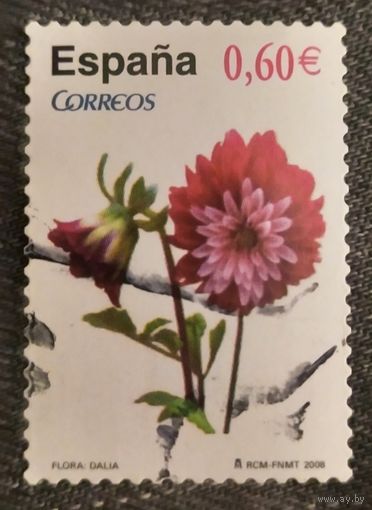 España 0,60€
CORREOS
FLORA: DALIA RCM-FNMT 2008
www.ay.by